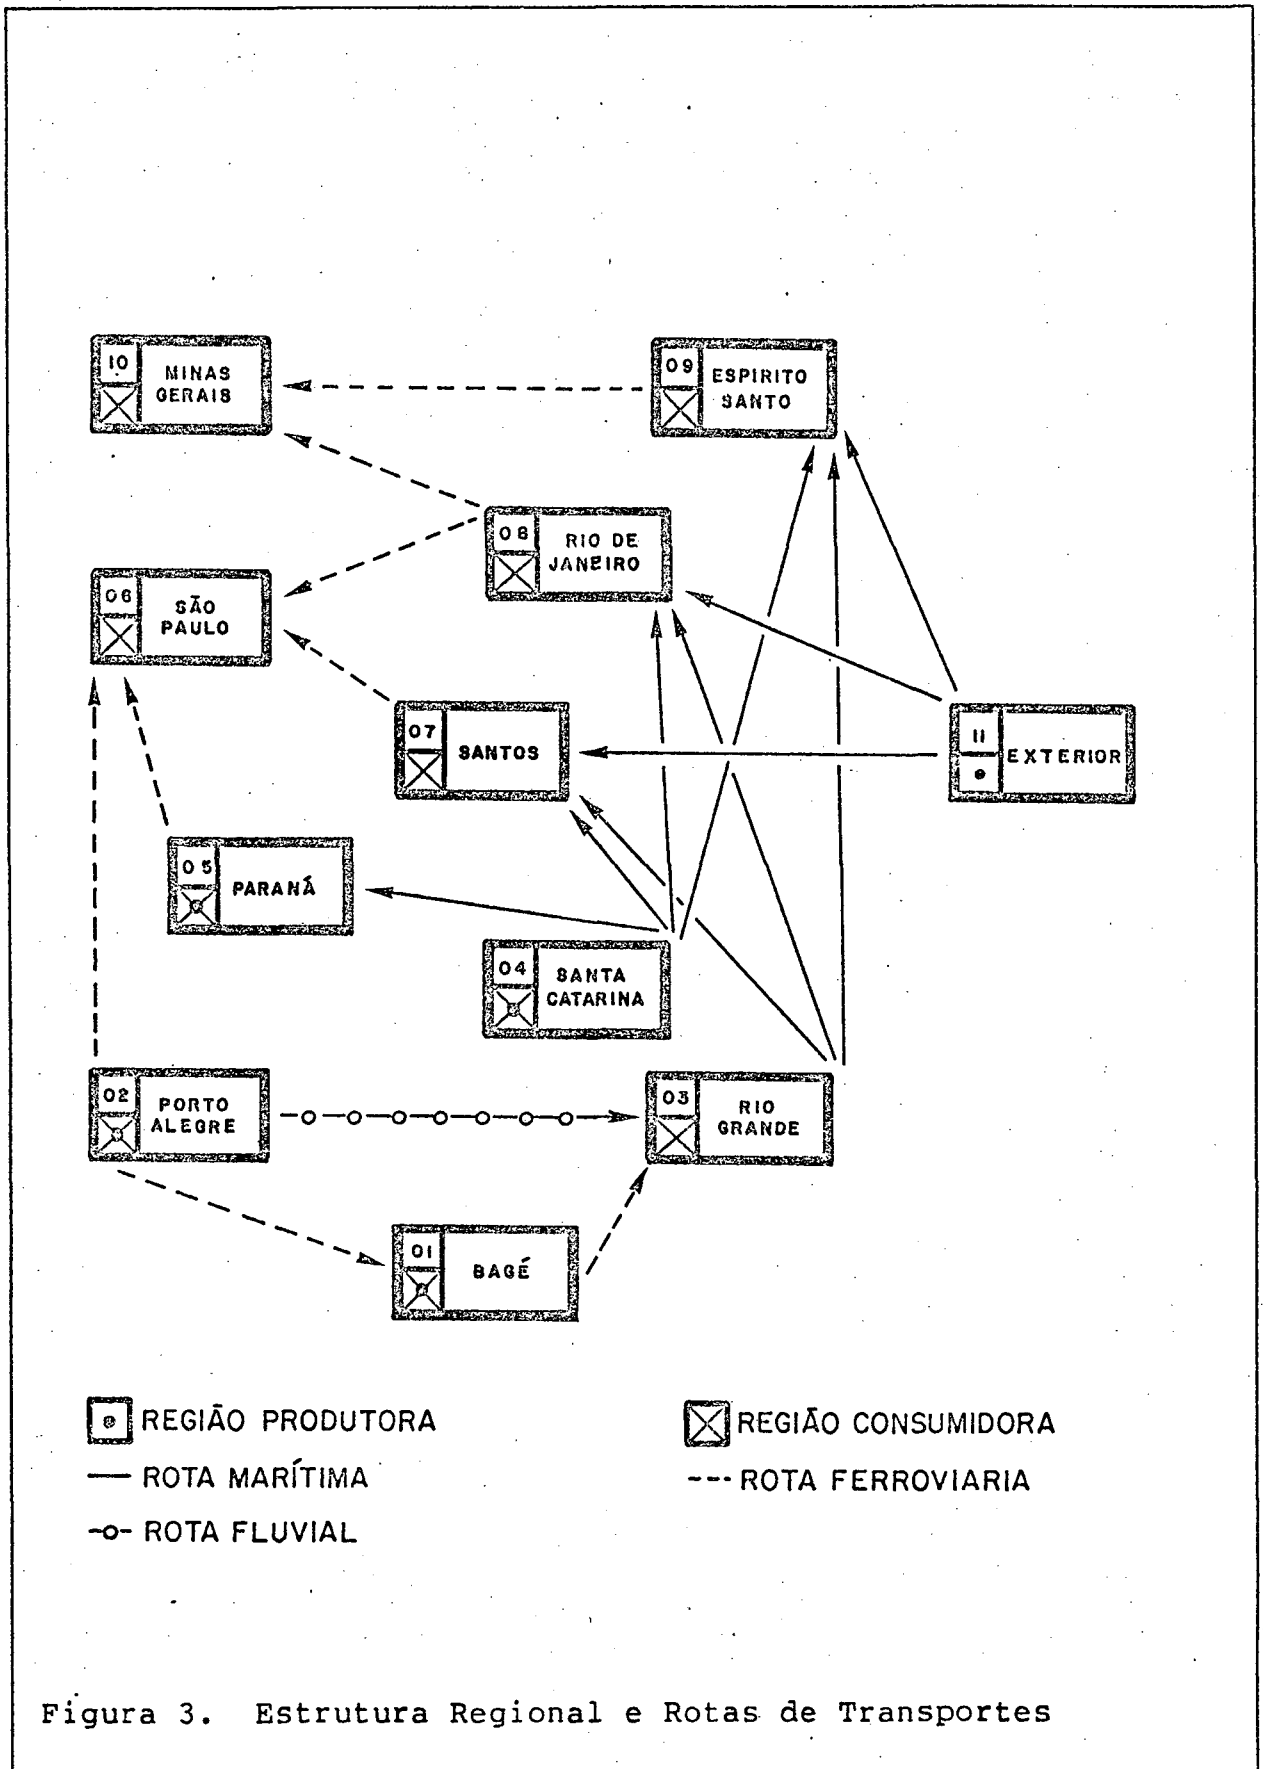 10
MINAS
GERAIS
09
ESPIRITO
SANTO
08
RIO DE
JANEIRO
06
SÃO
PAULO
07
SANTOS
11
EXTERIOR
05
PARANÁ
04
SANTA
CATARINA
02
PORTO
ALEGRE
03
RIO
GRANDE
01
BAGÉ
REGIÃO PRODUTORA
REGIÃO CONSUMIDORA
ROTA MARÍTIMA
ROTA FERROVIARIA
ROTA FLUVIAL
Figura 3. Estrutura Regional e Rotas de Transportes